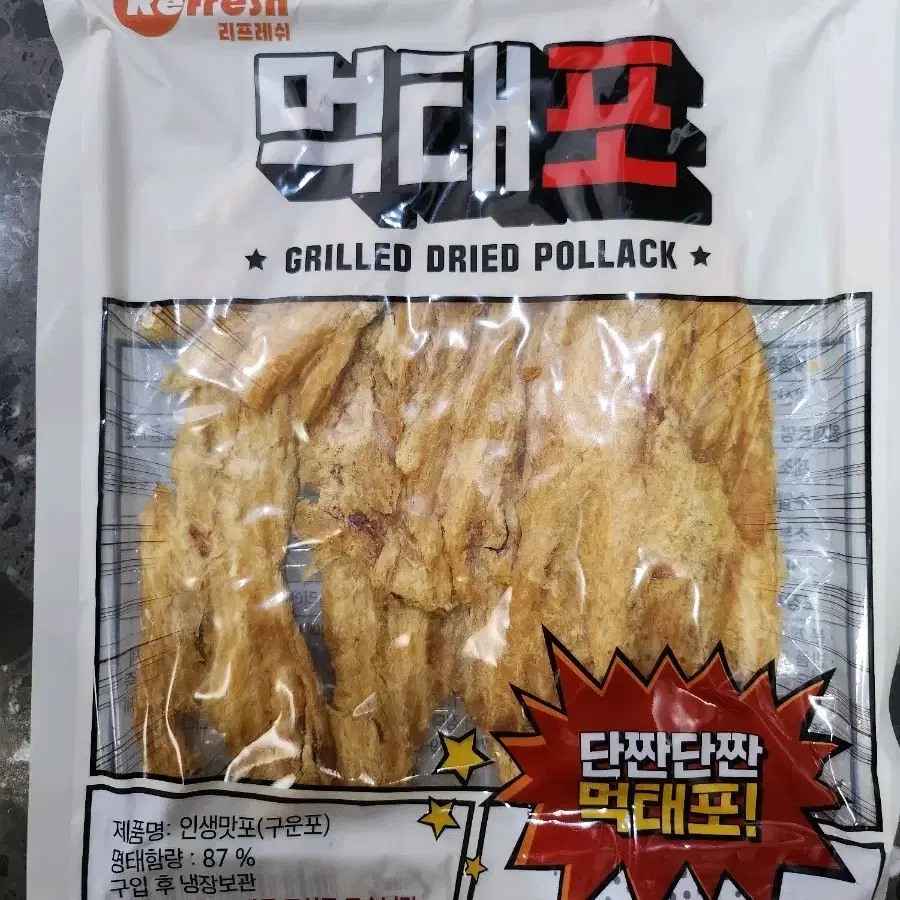 ReFresh
리프레쉬
먹태포
★ GRILLED DRIED POLLACK ★
단짠단짠
먹태포!
제품명: 인생맛포(구운포)
명태함량 : 87 %
구입 후 냉장보관